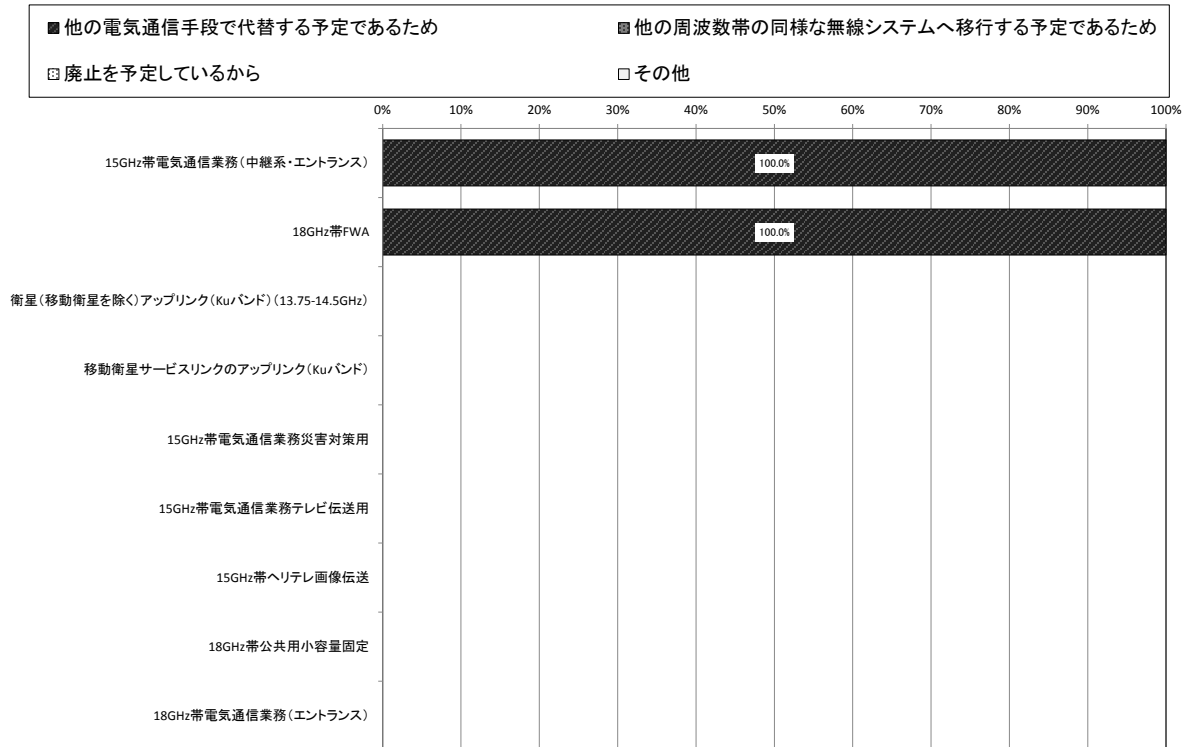 ■他の電気通信手段で代替する予定であるため ■他の周波数帯の同様な無線システムへ移行する予定であるため
□廃止を予定しているから □その他
0% 10% 20% 30% 40% 50% 60% 70% 80% 90% 100%
15GHz帯電気通信業務(中継系・エントランス) 100.0%
18GHz帯FWA 100.0%
衛星(移動衛星を除く)アップリンク(Kuバンド)(13.75-14.5GHz)
移動衛星サービスリンクのアップリンク(Kuバンド)
15GHz帯電気通信業務災害対策用
15GHz帯電気通信業務テレビ伝送用
15GHz帯ヘリテレ画像伝送
18GHz帯公共用小容量固定
18GHz帯電気通信業務(エントランス)